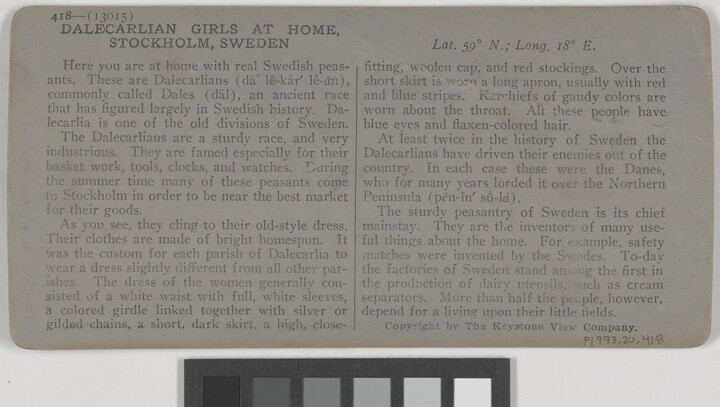 418—(13015)
DALECARLIAN GIRLS AT HOME,
STOCKHOLM, SWEDEN
Lat. 59° N.; Long. 18° E.
Here you are at home with real Swedish peas-
ants. These are Dalecarlians (dä´ lĕ-kär´ lĕ-ăn),
commonly called Dales (däl), an ancient race
that has figured largely in Swedish history. Da-
lecarlia is one of the old divisions of Sweden.
The Dalecarlians are a sturdy race, and very
industrious. They are famed especially for their
basket work, tools, clocks, and watches. During
the summer time many of these peasants come
to Stockholm in order to be near the best market
for their goods.
As you see, they cling to their old-style dress.
Their clothes are made of bright homespun. It
was the custom for each parish of Dalecarlia to
wear a dress slightly different from all other par-
ishes. The dress of the women generally con-
sisted of a white waist with full, white sleeves,
a colored girdle linked together with silver or
gilded chains, a short, dark skirt, a high, close-
fitting, woolen cap, and red stockings. Over the
short skirt is worn a long apron, usually with red
and blue stripes. Kerchiefs of gaudy colors are
worn about the throat. All these people have
blue eyes and flaxen-colored hair.
At least twice in the history of Sweden the
Dalecarlians have driven their enemies out of the
country. In each case these were the Danes,
who for many years lorded it over the Northern
Peninsula (pĕn-ĭn´ sū-lȧ).
The sturdy peasantry of Sweden is its chief
mainstay. They are the inventors of many use-
ful things about the home. For example, safety
matches were invented by the Swedes. To-day
the factories of Sweden stand among the first in
the production of dairy utensils, such as cream
separators. More than half the people, however,
depend for a living upon their little fields.
Copyright by The Keystone View Company.
P1993.20.418